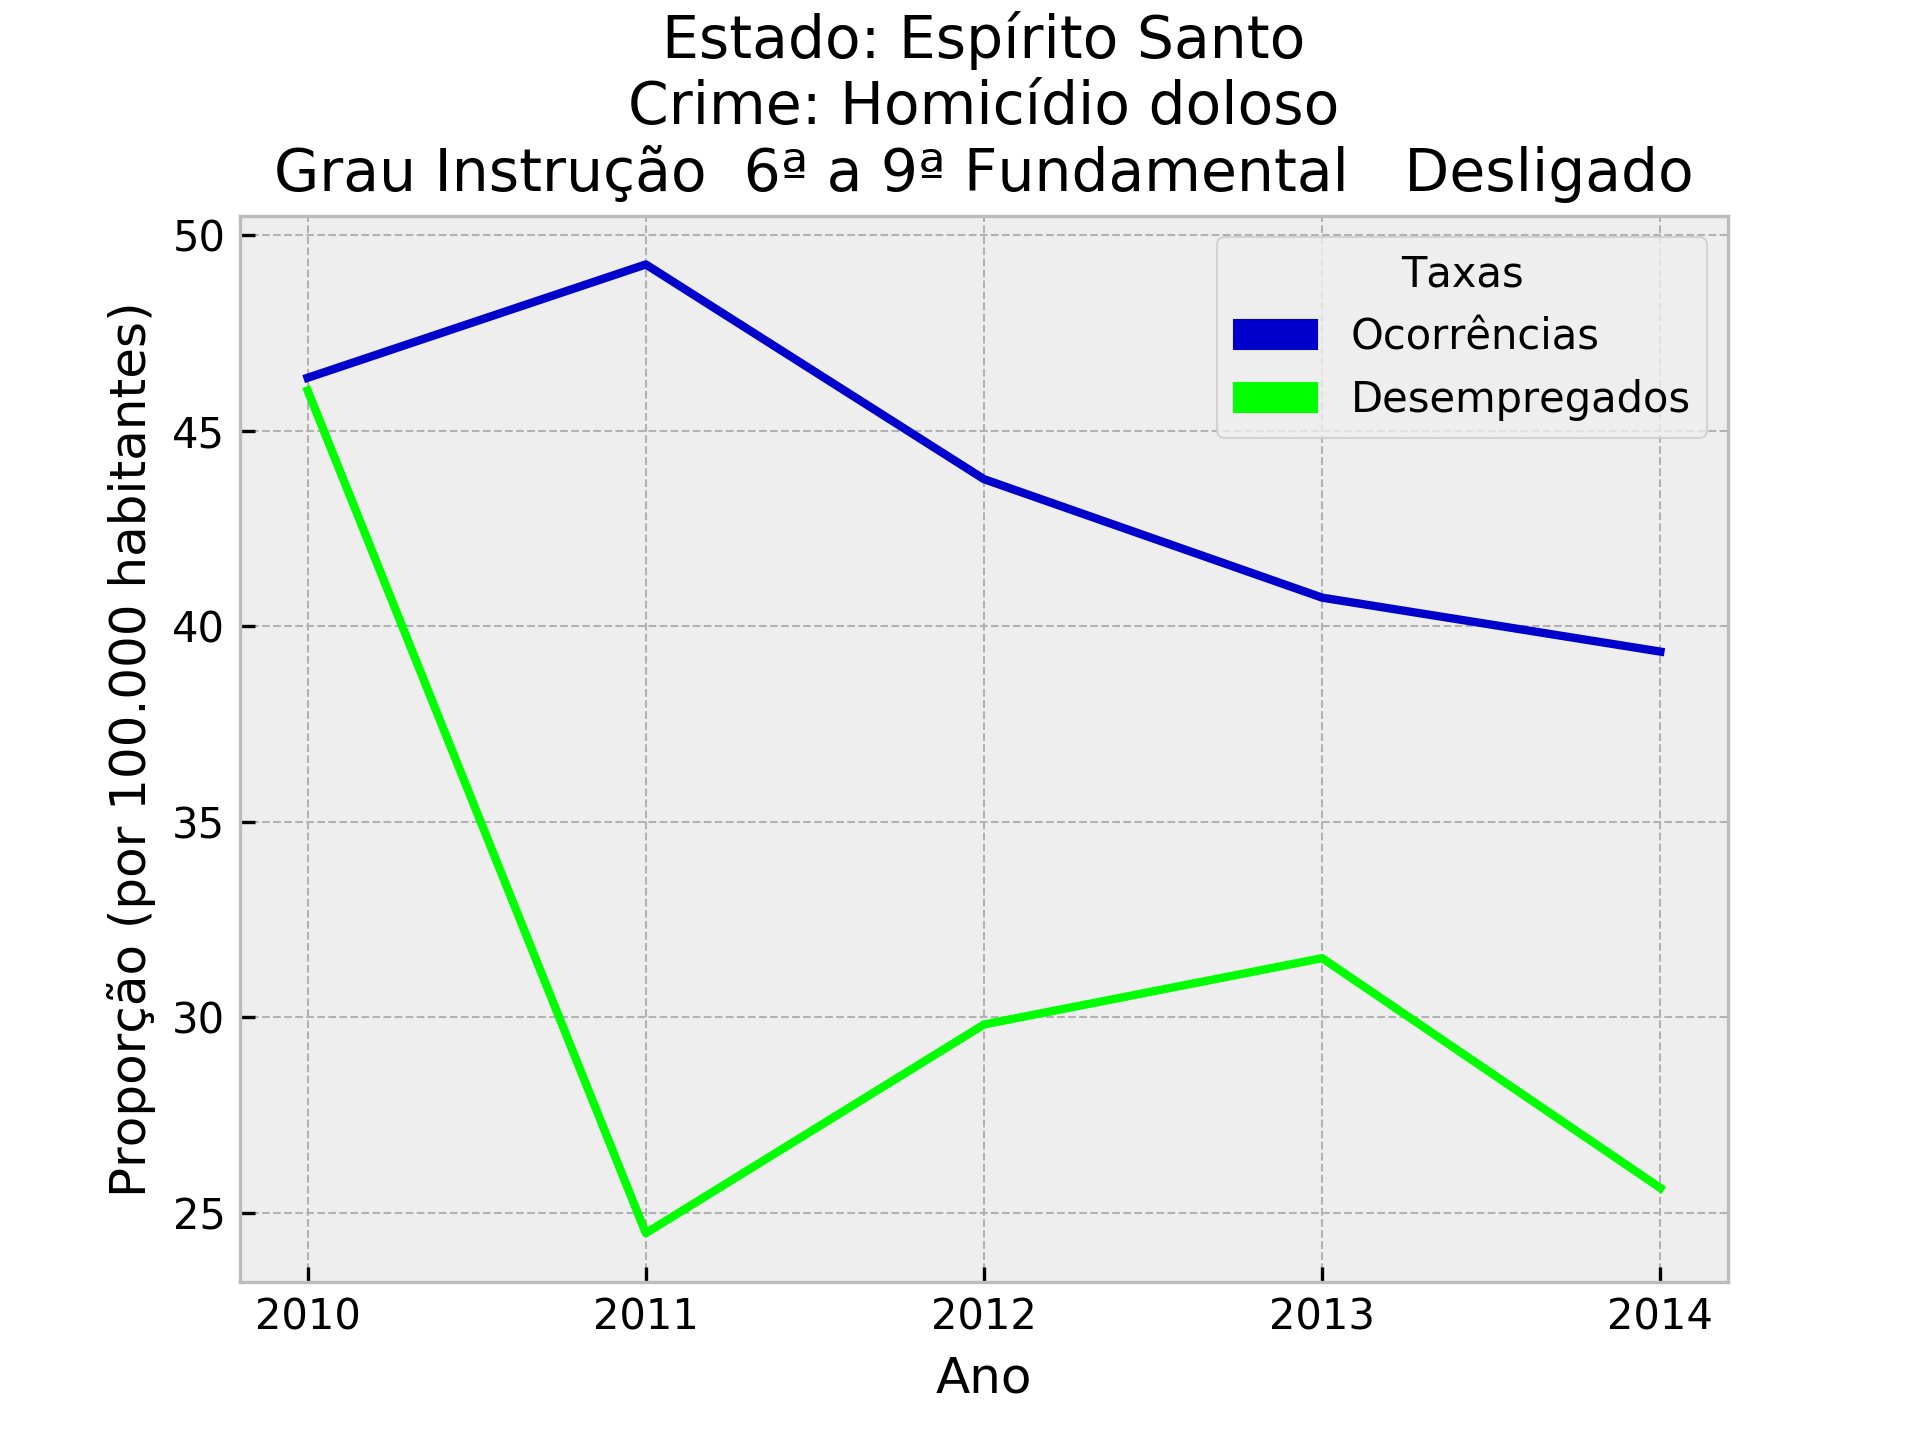 Estado: Espírito Santo
Crime: Homicídio doloso
Grau Instrução  6ª a 9ª Fundamental   Desligado
Proporção (por 100.000 habitantes)
50
45
40
35
30
25
Taxas
Ocorrências
Desempregados
2010
2011
2012
2013
2014
Ano